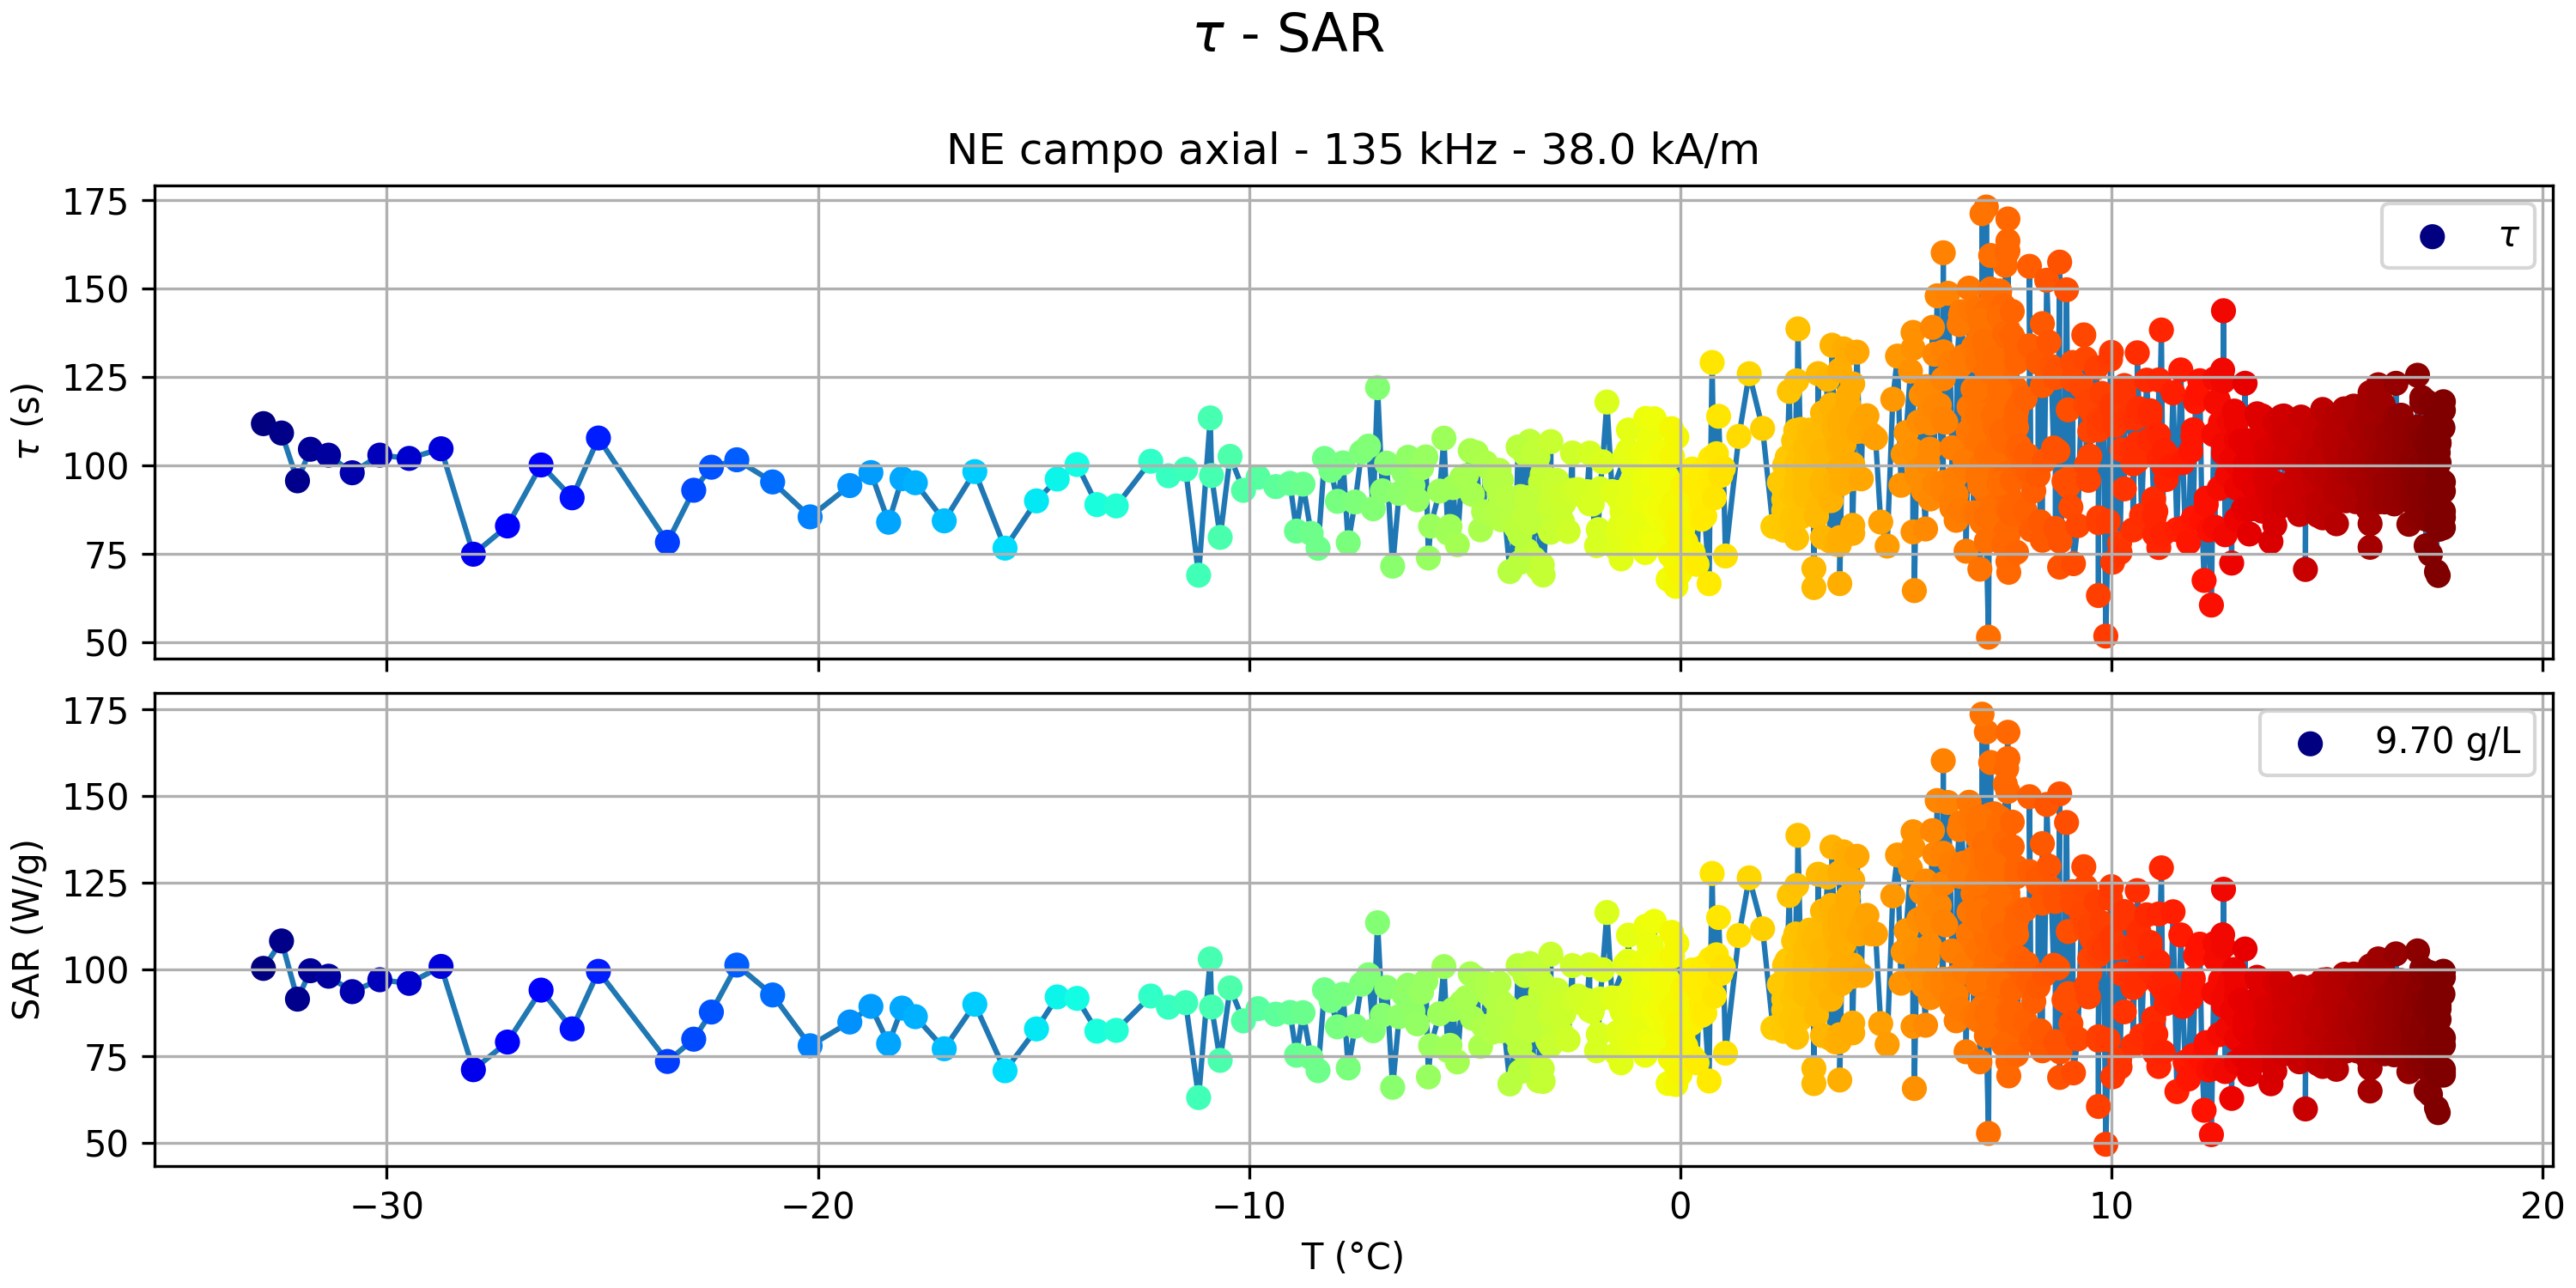 τ - SAR
NE campo axial - 135 kHz - 38.0 kA/m
175
150
125
100
75
50
τ (s)
τ
175
150
125
100
75
50
SAR (W/g)
9.70 g/L
−30 −20 −10 0 10 20
T (°C)